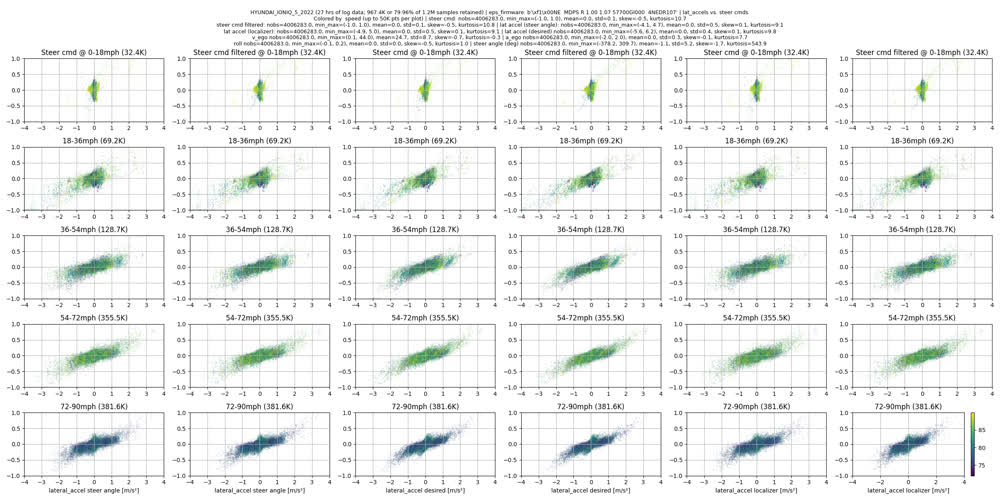 HYUNDAI_IONIQ_5_2022 (27 hrs of log data; 967.4K or 79.96% of 1.2M samples retained) | eps_firmware: b'\xf1\x00NE  MDPS R 1.00 1.07 57700GI000  4NEDR107' | lat_accels vs. steer cmds
Colored by  speed (up to 50K pts per plot) | steer cmd  nobs=4006283.0, min_max=(-1.0, 1.0), mean=0.0, std=0.1, skew=-0.5, kurtosis=10.7
steer cmd filtered: nobs=4006283.0, min_max=(-1.0, 1.0), mean=0.0, std=0.1, skew=-0.5, kurtosis=10.8 | lat accel (steer angle): nobs=4006283.0, min_max=(-4.1, 4.7), mean=0.0, std=0.5, skew=0.1, kurtosis=9.1
lat accel (localizer): nobs=4006283.0, min_max=(-4.9, 5.0), mean=0.0, std=0.5, skew=0.1, kurtosis=9.1 | lat accel (desired) nobs=4006283.0, min_max=(-5.6, 6.2), mean=0.0, std=0.4, skew=0.1, kurtosis=9.8
v_ego nobs=4006283.0, min_max=(0.1, 44.0), mean=24.7, std=8.7, skew=-0.6, kurtosis=-0.3 | a_ego nobs=4006283.0, min_max=(-2.0, 2.0), mean=0.0, std=0.3, skew=-0.1, kurtosis=7.7
roll nobs=4006283.0, min_max=(-0.1, 0.2), mean=0.0, std=0.0, skew=-0.5, kurtosis=1.0 | steer angle (deg) nobs=4006283.0, min_max=(-378.2, 309.7), mean=-1.1, std=5.2, skew=-1.7, kurtosis=543.9
Steer cmd @ 0-18mph (32.4K)
Steer cmd filtered @ 0-18mph (32.4K)
Steer cmd @ 0-18mph (32.4K)
Steer cmd filtered @ 0-18mph (32.4K)
Steer cmd @ 0-18mph (32.4K)
Steer cmd filtered @ 0-18mph (32.4K)
18-36mph (69.2K)
18-36mph (69.2K)
18-36mph (69.2K)
18-36mph (69.2K)
18-36mph (69.2K)
18-36mph (69.2K)
36-54mph (128.7K)
36-54mph (128.7K)
36-54mph (128.7K)
36-54mph (128.7K)
36-54mph (128.7K)
36-54mph (128.7K)
54-72mph (355.5K)
54-72mph (355.5K)
54-72mph (355.5K)
54-72mph (355.5K)
54-72mph (355.5K)
54-72mph (355.5K)
72-90mph (381.6K)
72-90mph (381.6K)
72-90mph (381.6K)
72-90mph (381.6K)
72-90mph (381.6K)
72-90mph (381.6K)
85
80
75
lateral_accel steer angle [m/s²]
lateral_accel steer angle [m/s²]
lateral_accel desired [m/s²]
lateral_accel desired [m/s²]
lateral_accel localizer [m/s²]
lateral_accel localizer [m/s²]